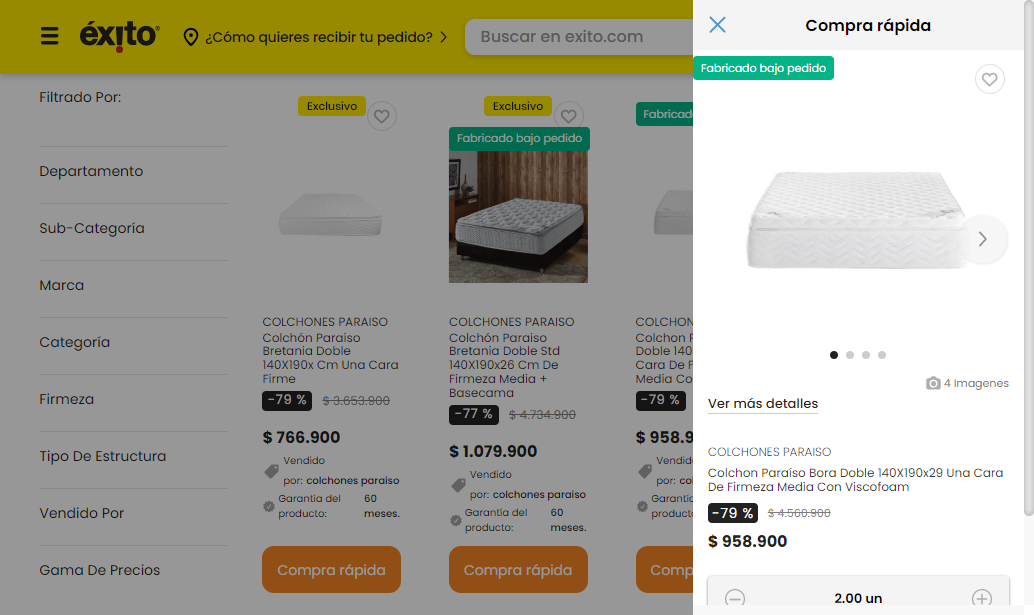 éxito
¿Cómo quieres recibir tu pedido?
Buscar en exito.com
Filtrado Por:
Departamento
Sub-Categoría
Marca
Categoría
Firmeza
Tipo De Estructura
Vendido Por
Gama De Precios
Exclusivo
COLCHONES PARAISO
Colchón Paraiso
Bretania Doble
140X190x Cm Una Cara
Firme
-79 % $ 3.653.900
$ 766.900
Vendido
por: colchones paraiso
Garantía del 60
producto: meses.
Compra rápida
Exclusivo
Fabricado bajo pedido
COLCHONES PARAISO
Colchón Paraiso
Bretania Doble Std
140X190x26 Cm De
Firmeza Media +
Basecama
-77 % $ 4.734.900
$ 1.079.900
Vendido
por: colchones paraiso
Garantía del 60
producto: meses.
Compra rápida
Fabricad
COLCHON
Colchon P
Doble 140
Cara De F
Media Co
-79 %
$ 958.9
Vendid
por: co
Garantí
product
Comp
Compra rápida
Fabricado bajo pedido
4 Imagenes
Ver más detalles
COLCHONES PARAISO
Colchon Paraíso Bora Doble 140X190x29 Una Cara
De Firmeza Media Con Viscofoam
-79 % $ 4.560.900
$ 958.900
2.00 un